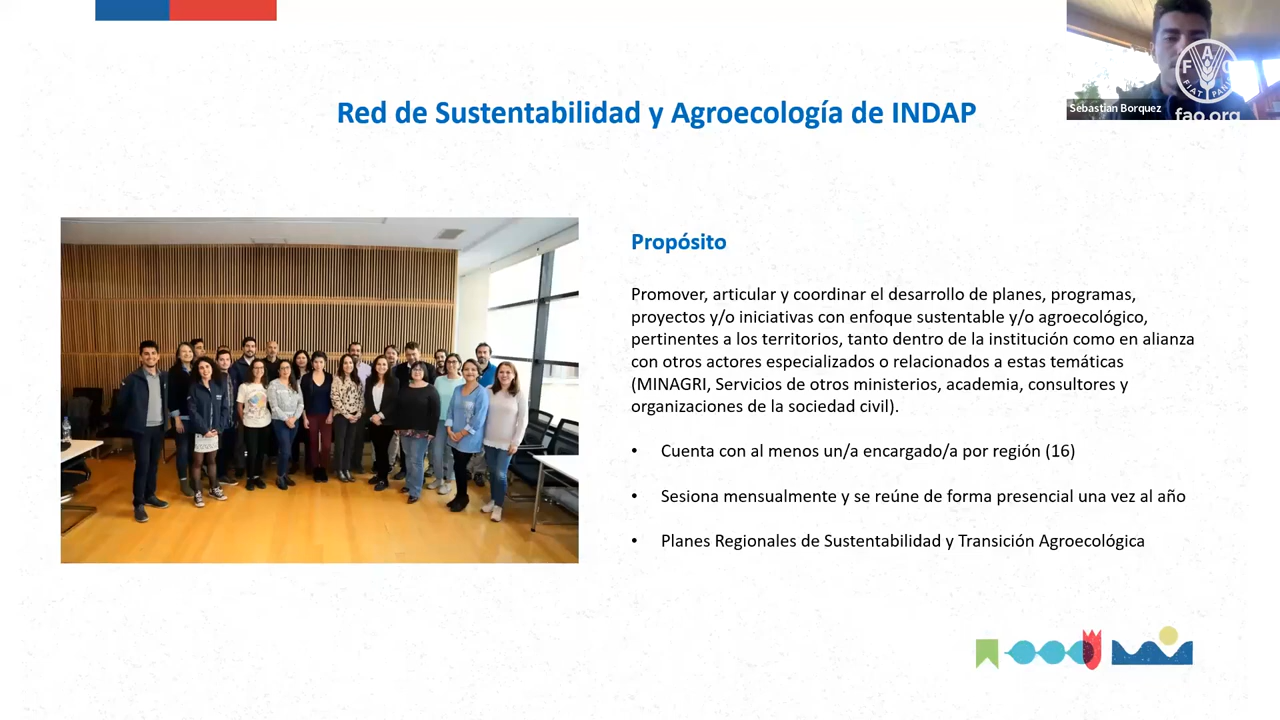 Red de Sustentabilidad y Agroecología de INDAP
Sebastian Borquez
FAO
FIAT PANIS
fao.org
Propósito
Promover, articular y coordinar el desarrollo de planes, programas,
proyectos y/o iniciativas con enfoque sustentable y/o agroecológico,
pertinentes a los territorios, tanto dentro de la institución como en alianza
con otros actores especializados o relacionados a estas temáticas
(MINAGRI, Servicios de otros ministerios, academia, consultores y
organizaciones de la sociedad civil).
• Cuenta con al menos un/a encargado/a por región (16)
• Sesiona mensualmente y se reúne de forma presencial una vez al año
• Planes Regionales de Sustentabilidad y Transición Agroecológica